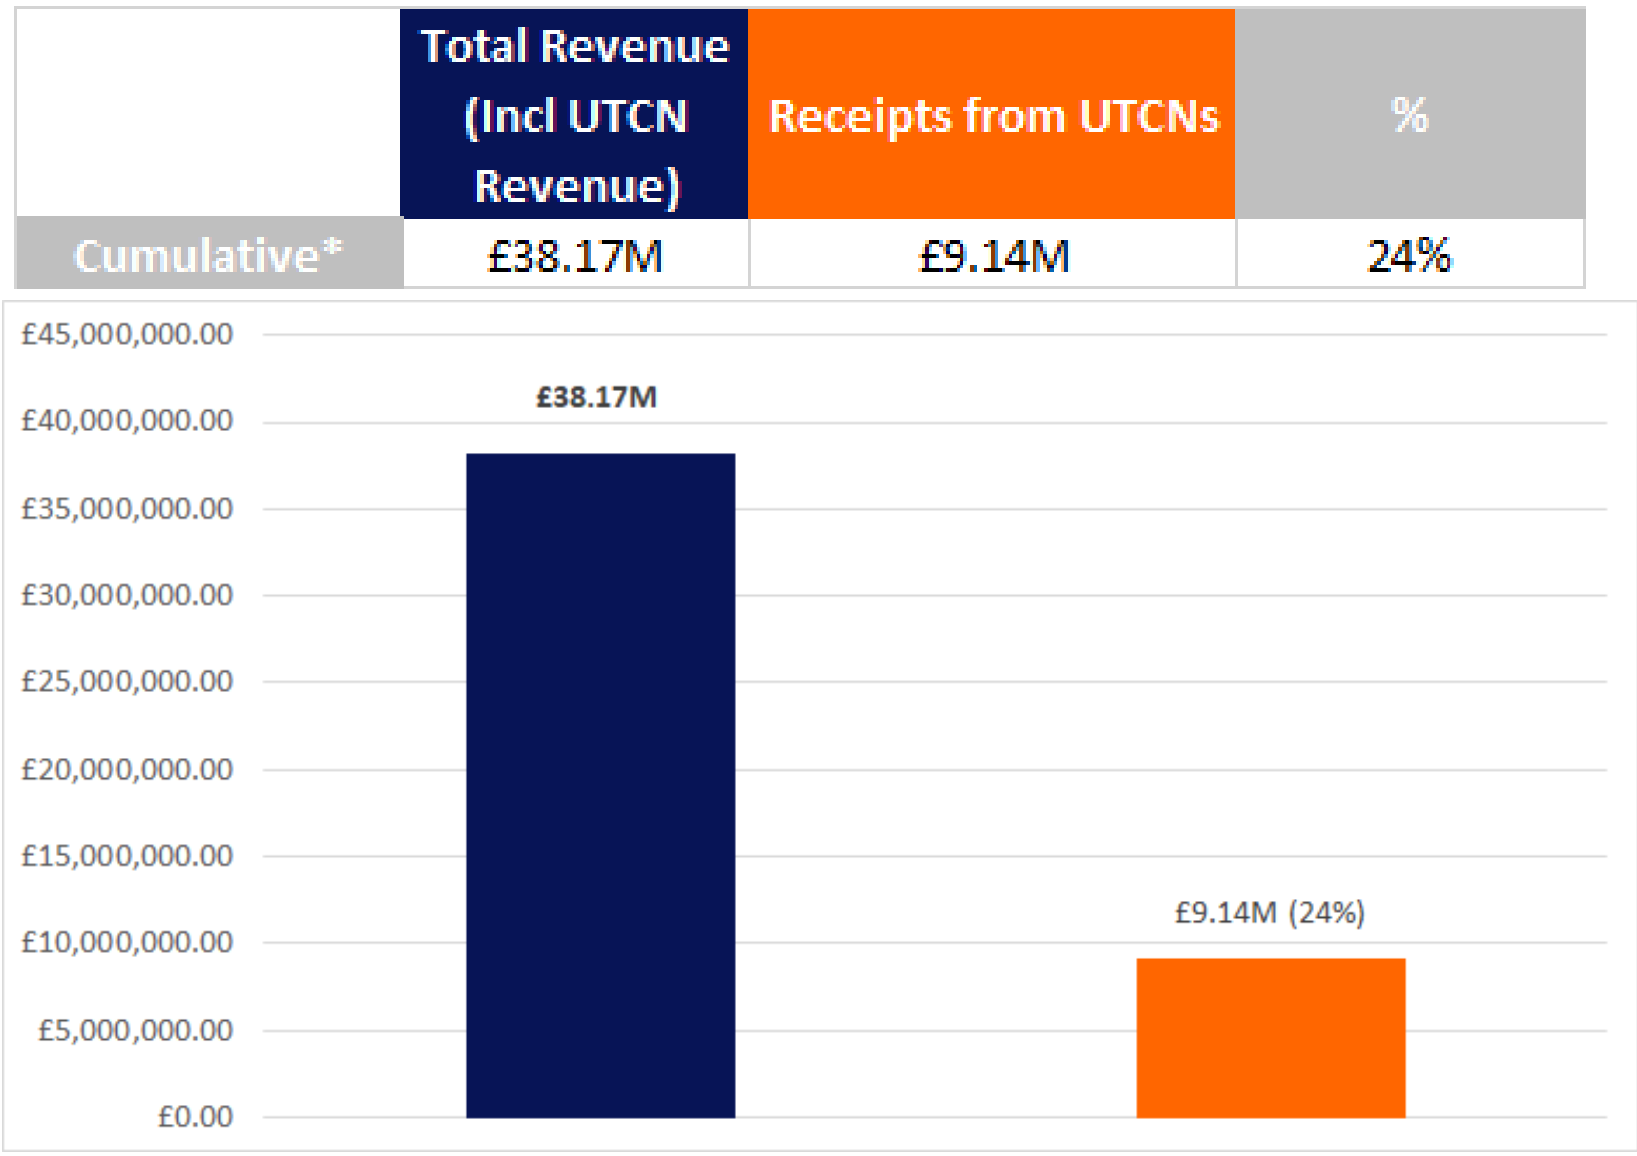 Total Revenue
(Incl UTCN
Revenue)
Receipts from UTCNs
%
Cumulative*
£38.17M
£9.14M
24%
£45,000,000.00
£38.17M
£40,000,000.00
£35,000,000.00
£30,000,000.00
£25,000,000.00
£20,000,000.00
£15,000,000.00
£9.14M (24%)
£10,000,000.00
£5,000,000.00
£0.00